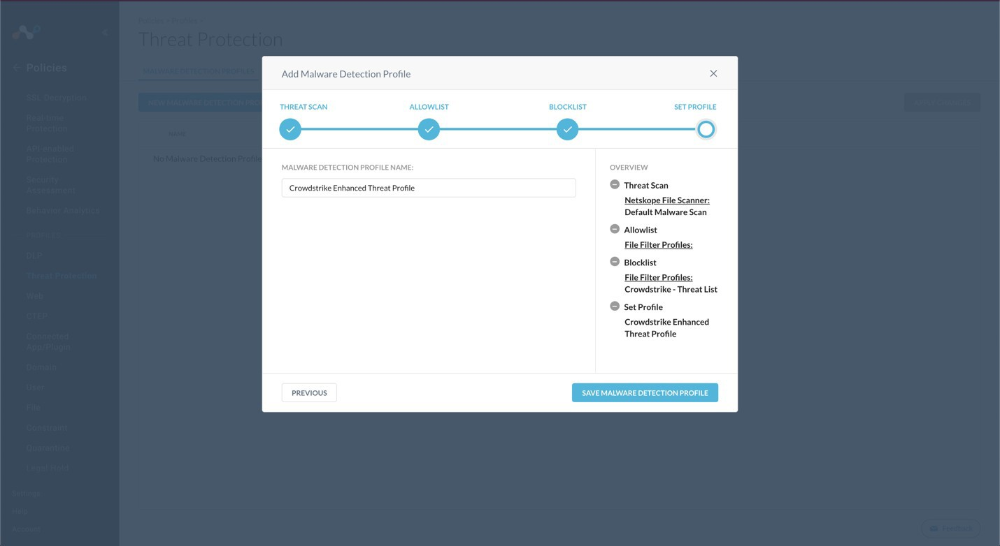 Policies > Profiles >
Threat Protection
Policies
MALWARE DETECTION PROFILES
SSL Decryption
NEW MALWARE DETECTION PROF
APPLY CHANGES
Real-time
Protection
NAME
API-enabled
Protection
No Malware Detection Profile
Security
Assessment
Behavior Analytics
PROFILES
DLP
Threat Protection
Web
CTEP
Connected
App/Plugin
Domain
User
File
Constraint
Quarantine
Legal Hold
Settings
Help
Account
Feedback
Add Malware Detection Profile
THREAT SCAN
ALLOWLIST
BLOCKLIST
SET PROFILE
MALWARE DETECTION PROFILE NAME:
Crowdstrike Enhanced Threat Profile
OVERVIEW
Threat Scan
Netskope File Scanner:
Default Malware Scan
Allowlist
File Filter Profiles:
Blocklist
File Filter Profiles:
Crowdstrike - Threat List
Set Profile
Crowdstrike Enhanced
Threat Profile
PREVIOUS
SAVE MALWARE DETECTION PROFILE